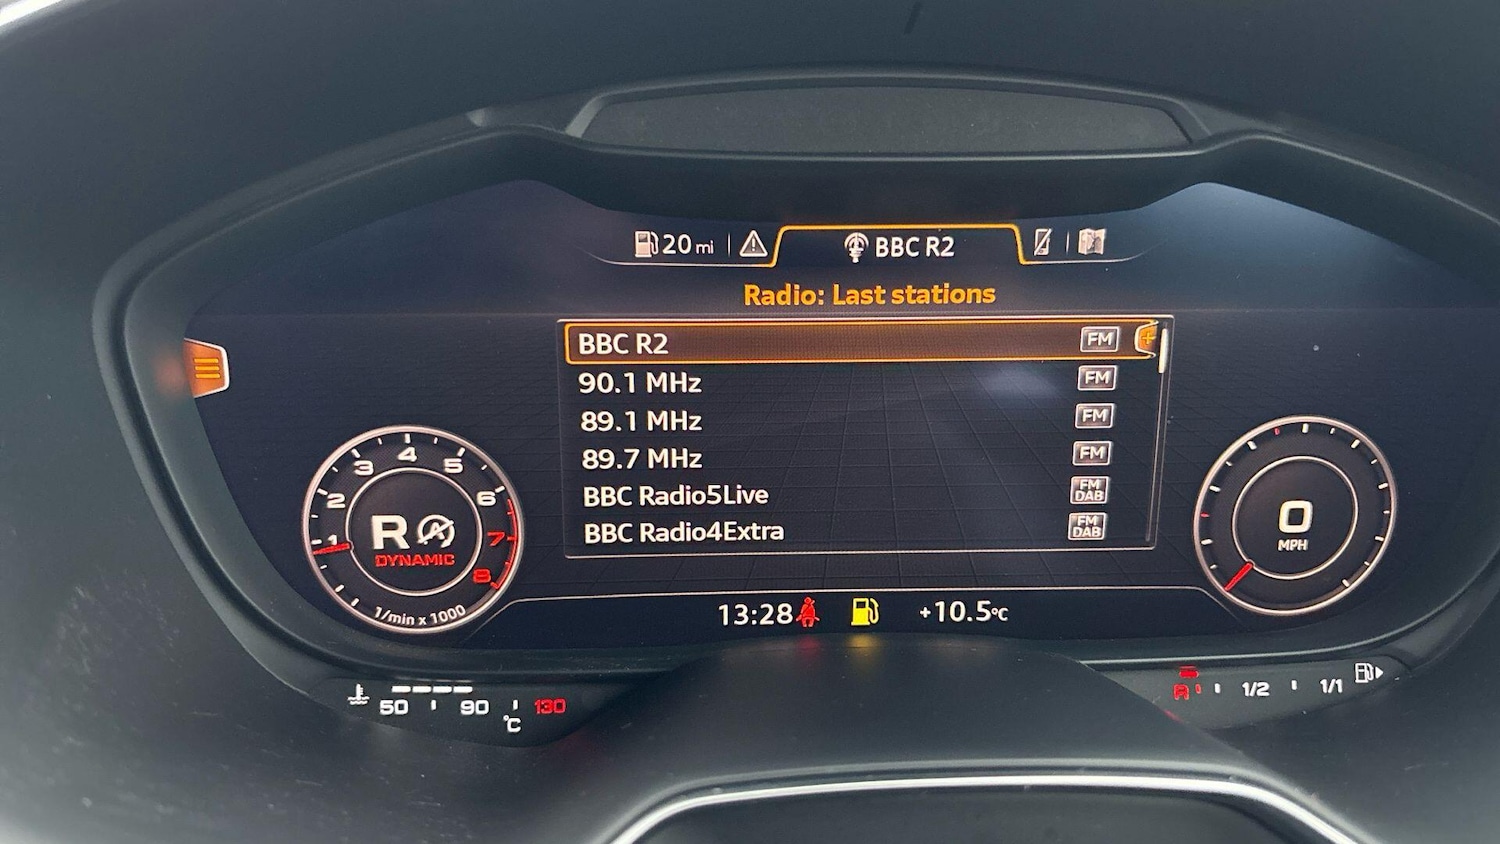 20 mi
BBC R2
Radio: Last stations
BBC R2 FM
90.1 MHz FM
89.1 MHz FM
89.7 MHz FM
BBC Radio5Live FM DAB
BBC Radio4Extra FM DAB
1 2 3 4 5 6 7 8
R A
DYNAMIC
1/min x 1000
0
MPH
13:28
+10.5°C
50 90 130
°C
R 1/2 1/1